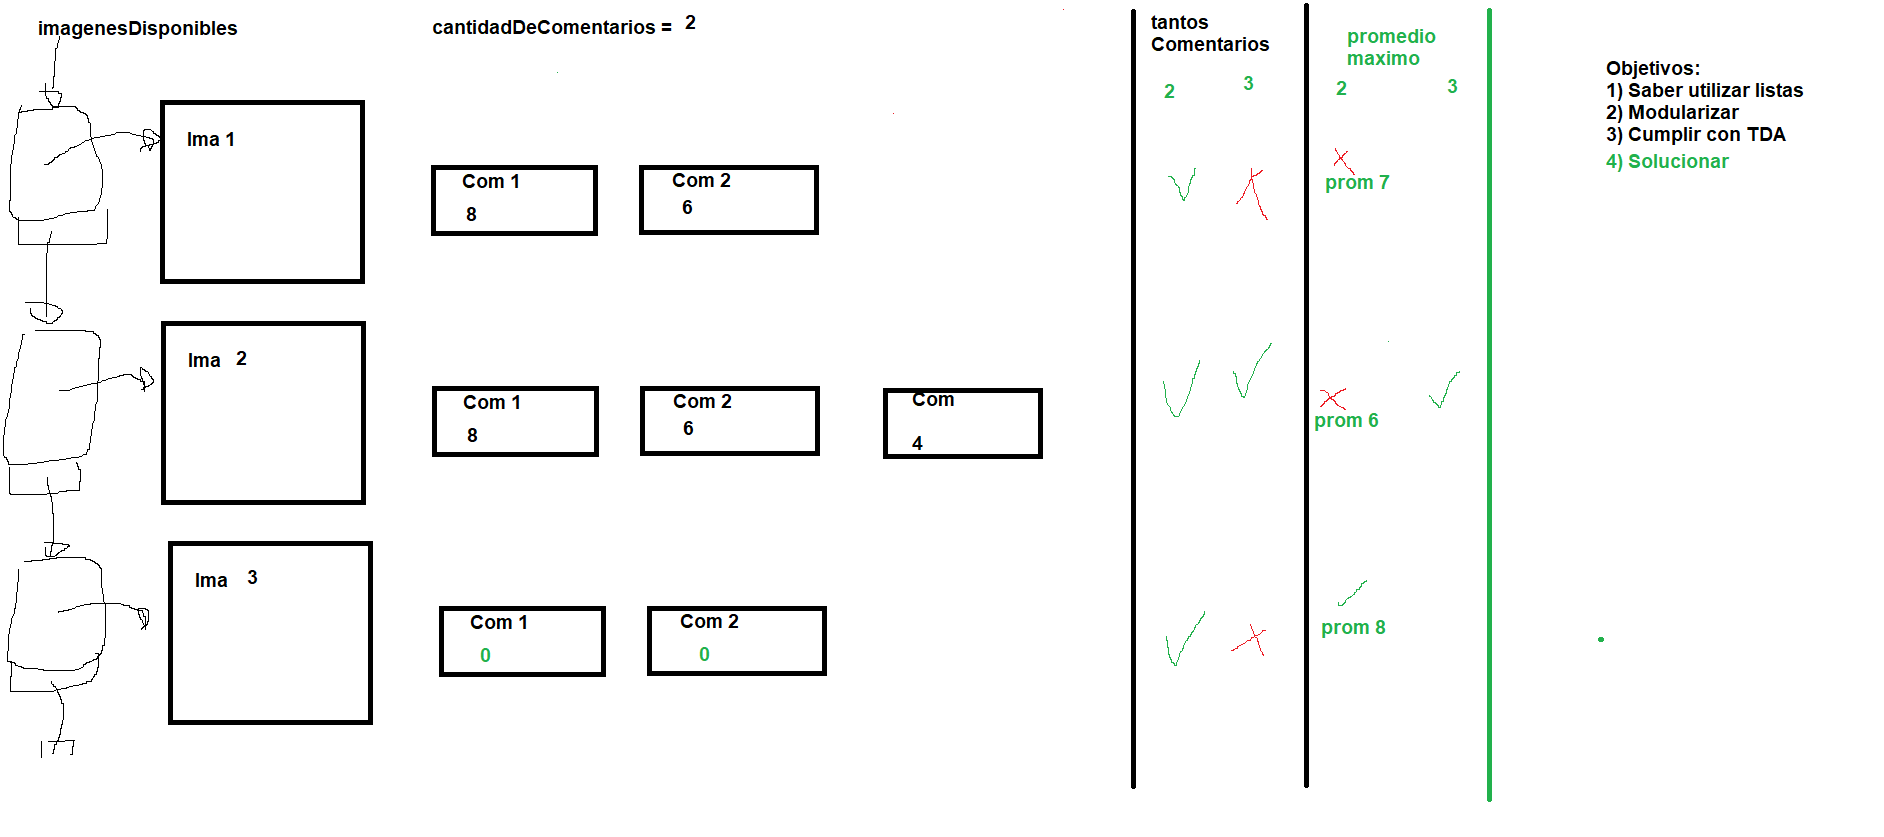 imagenesDisponibles
cantidadDeComentarios = 2
tantos
Comentarios
2 3
promedio
maximo
2 3
Objetivos:
1) Saber utilizar listas
2) Modularizar
3) Cumplir con TDA
4) Solucionar
Ima 1
Com 1
8
Com 2
6
prom 7
Ima 2
Com 1
8
Com 2
6
Com
4
prom 6
Ima 3
Com 1
0
Com 2
0
prom 8